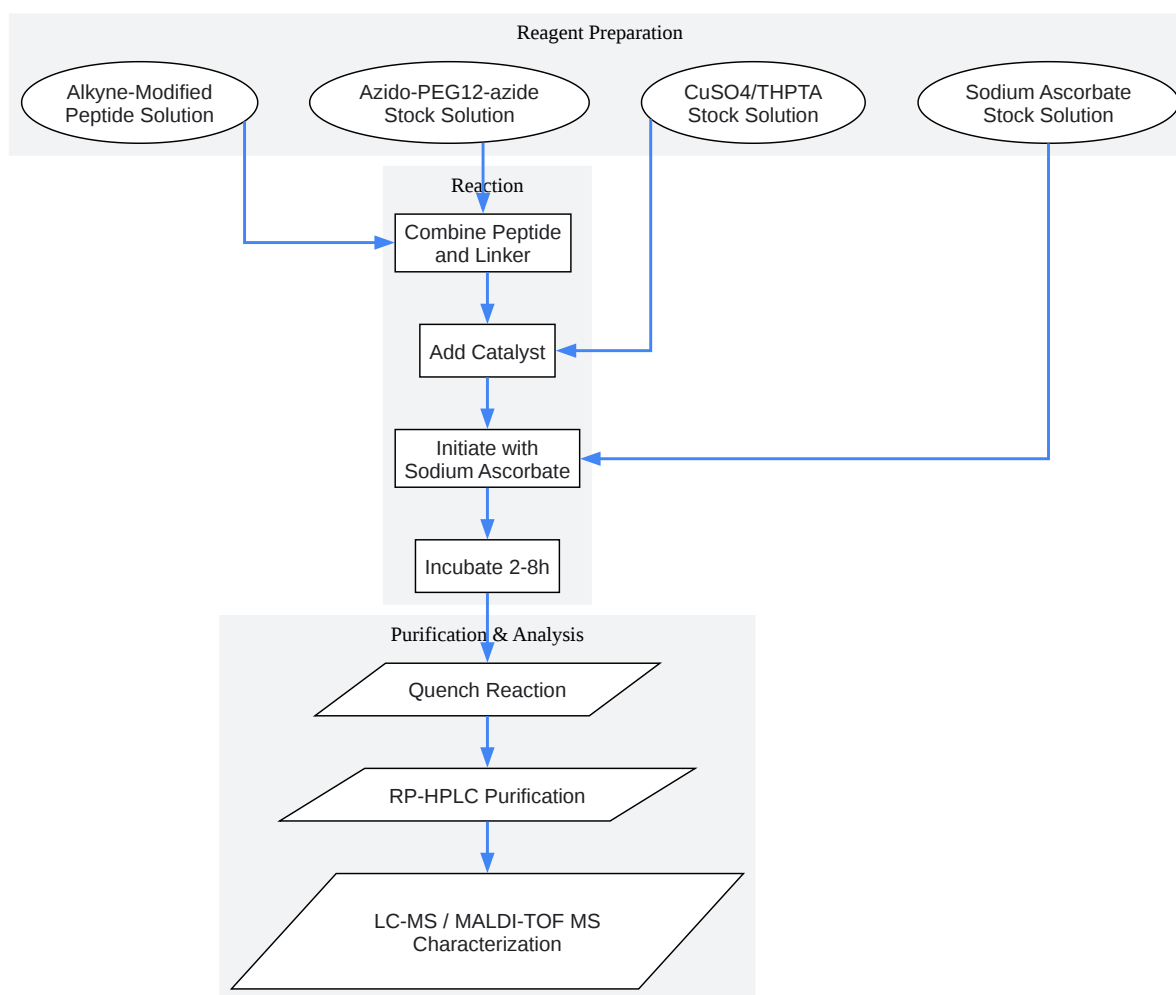 Reagent Preparation
Alkyne-Modified
Peptide Solution
Azido-PEG12-azide
Stock Solution
CuSO4/THPTA
Stock Solution
Sodium Ascorbate
Stock Solution
Reaction
Combine Peptide
and Linker
Add Catalyst
Initiate with
Sodium Ascorbate
Incubate 2-8h
Purification & Analysis
Quench Reaction
RP-HPLC Purification
LC-MS / MALDI-TOF MS
Characterization